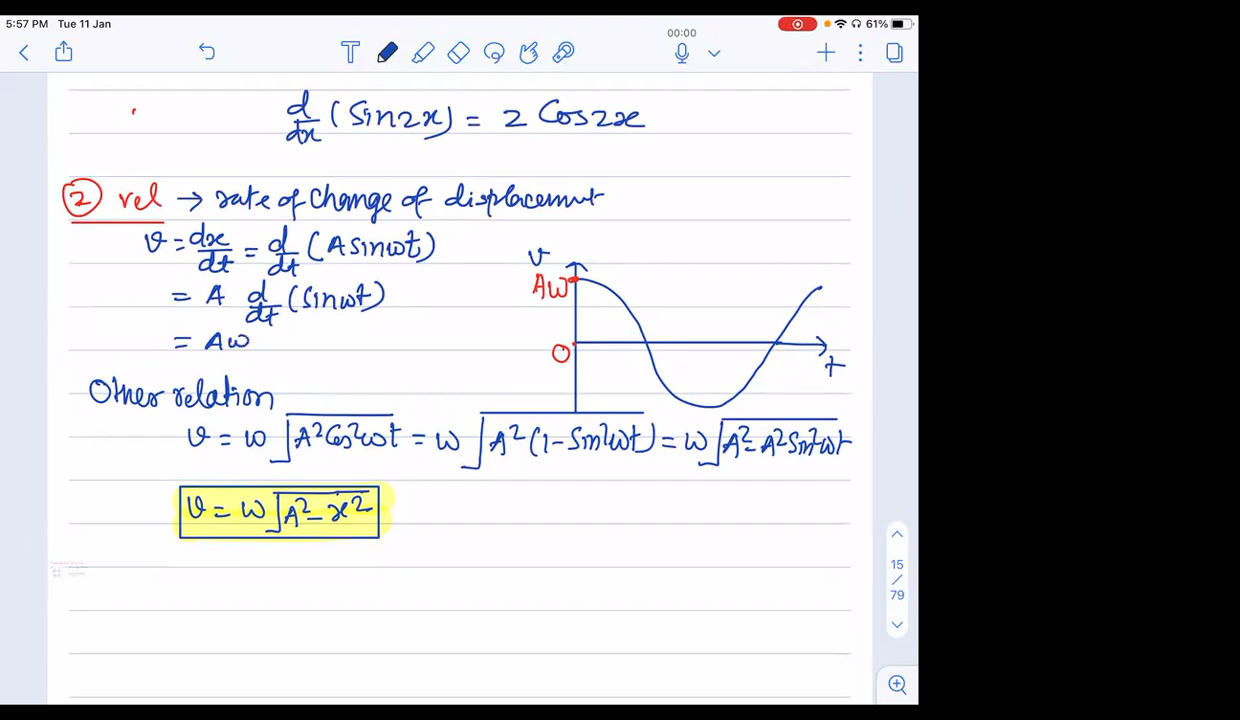 5:57 PM Tue 11 Jan
61%
00:00
d/dx (Sin2x) = 2 Cos2x
② vel → rate of change of displacement
v = dx/dt = d/dt (A sinωt)
= A d/dt (sinωt)
= Aω
v
Aω
O
t
Other relation
v = ω √A²Cos²ωt = ω √A²(1-Sin²ωt) = ω √A²-A²Sin²ωt
v = ω √A²-x²
15
/
79